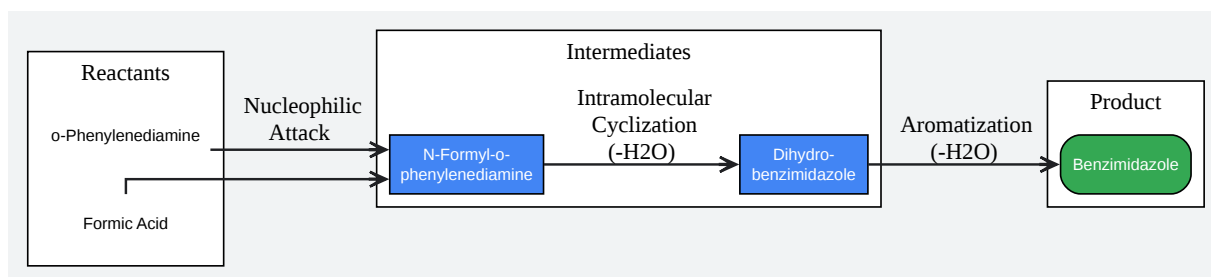 Reactants
o-Phenylenediamine
Formic Acid
Nucleophilic
Attack
Intermediates
N-Formyl-o-
phenylenediamine
Intramolecular
Cyclization
(-H2O)
Dihydro-
benzimidazole
Aromatization
(-H2O)
Product
Benzimidazole